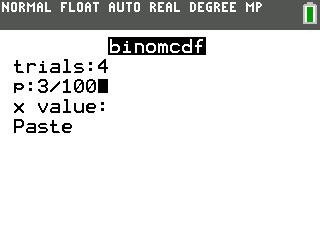 NORMAL FLOAT AUTO REAL DEGREE MP
binomcdf
trials:4
p:3/100
x value:
Paste